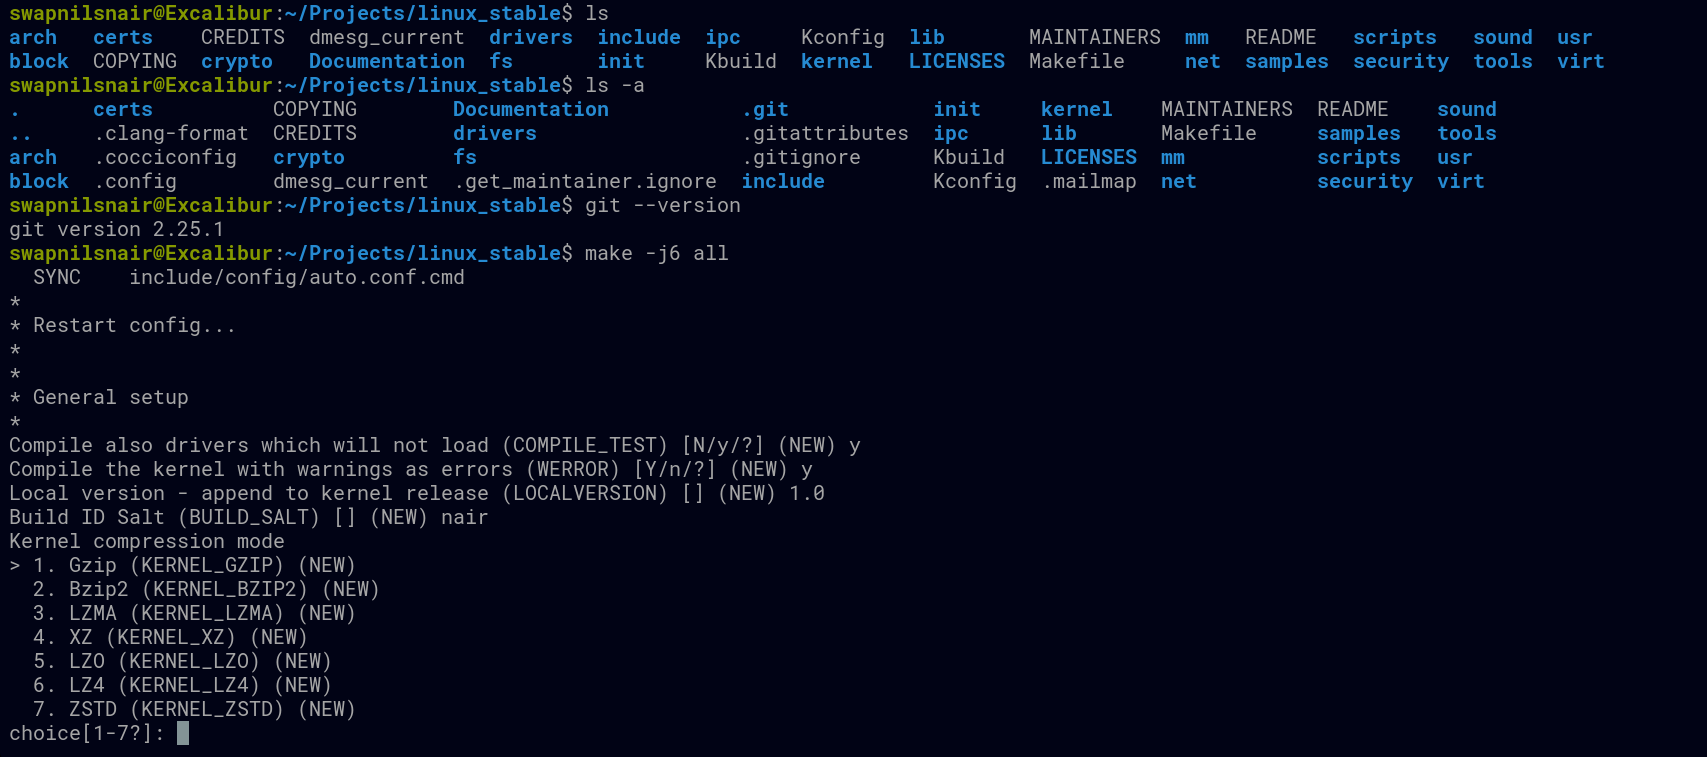 swapnilsnair@Excalibur:~/Projects/linux_stable$ ls
arch   certs    CREDITS  dmesg_current  drivers  include  ipc     Kconfig  lib       MAINTAINERS  mm   README   scripts   sound  usr
block  COPYING  crypto   Documentation  fs       init     Kbuild  kernel   LICENSES  Makefile     net  samples  security  tools  virt
swapnilsnair@Excalibur:~/Projects/linux_stable$ ls -a
.      certs          COPYING        Documentation           .git            init     kernel    MAINTAINERS  README    sound
..     .clang-format  CREDITS        drivers                 .gitattributes  ipc      lib       Makefile     samples   tools
arch   .cocciconfig   crypto         fs                      .gitignore      Kbuild   LICENSES  mm           scripts   usr
block  .config        dmesg_current  .get_maintainer.ignore  include         Kconfig  .mailmap  net          security  virt
swapnilsnair@Excalibur:~/Projects/linux_stable$ git --version
git version 2.25.1
swapnilsnair@Excalibur:~/Projects/linux_stable$ make -j6 all
  SYNC    include/config/auto.conf.cmd
*
* Restart config...
*
*
* General setup
*
Compile also drivers which will not load (COMPILE_TEST) [N/y/?] (NEW) y
Compile the kernel with warnings as errors (WERROR) [Y/n/?] (NEW) y
Local version - append to kernel release (LOCALVERSION) [] (NEW) 1.0
Build ID Salt (BUILD_SALT) [] (NEW) nair
Kernel compression mode
> 1. Gzip (KERNEL_GZIP) (NEW)
  2. Bzip2 (KERNEL_BZIP2) (NEW)
  3. LZMA (KERNEL_LZMA) (NEW)
  4. XZ (KERNEL_XZ) (NEW)
  5. LZO (KERNEL_LZO) (NEW)
  6. LZ4 (KERNEL_LZ4) (NEW)
  7. ZSTD (KERNEL_ZSTD) (NEW)
choice[1-7?]: